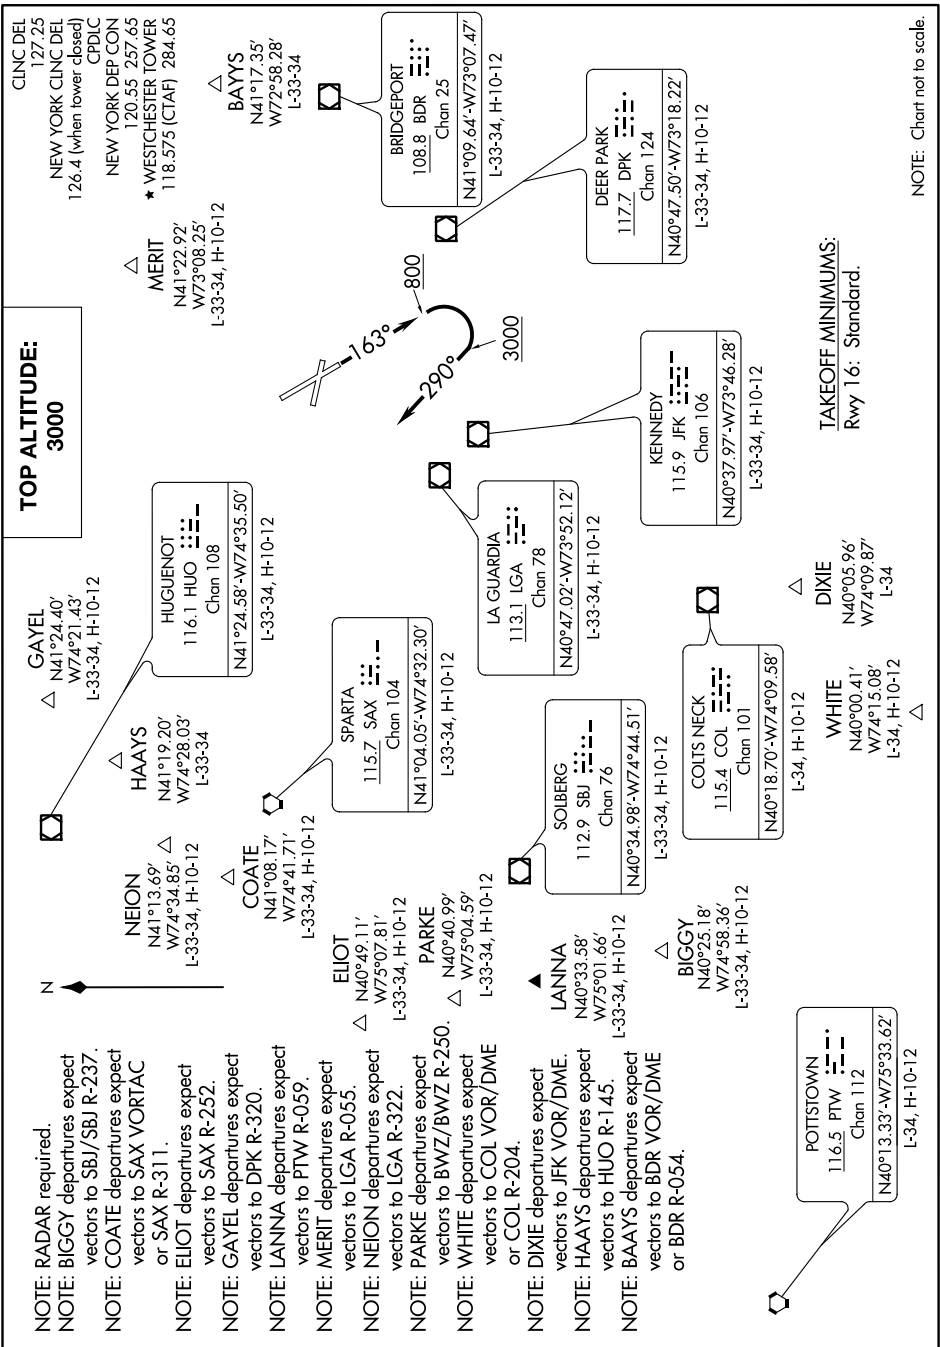 TOP ALTITUDE:
3000
CLNC DEL
127.25
NEW YORK CLNC DEL
126.4 (when tower closed)
CPDLC
NEW YORK DEP CON
120.55 257.65
★ WESTCHESTER TOWER
118.575 (CTAF) 284.65
NOTE: RADAR required.
NOTE: BIGGY departures expect
vectors to SBJ/SBJ R-237.
NOTE: COATE departures expect
vectors to SAX VORTAC
or SAX R-311.
NOTE: ELIOT departures expect
vectors to SAX R-252.
NOTE: GAYEL departures expect
vectors to DPK R-320.
NOTE: LANNA departures expect
vectors to PTW R-059.
NOTE: MERIT departures expect
vectors to LGA R-055.
NOTE: NEION departures expect
vectors to LGA R-322.
NOTE: PARKE departures expect
vectors to BWZ/BWZ R-250.
NOTE: WHITE departures expect
vectors to COL VOR/DME
or COL R-204.
NOTE: DIXIE departures expect
vectors to JFK VOR/DME.
NOTE: HAAYS departures expect
vectors to HUO R-145.
NOTE: BAAYS departures expect
vectors to BDR VOR/DME
or BDR R-054.
N
GAYEL
N41°24.40'
W74°21.43'
L-33-34, H-10-12
HUGUENOT
116.1 HUO
Chan 108
N41°24.58'-W74°35.50'
L-33-34, H-10-12
HAAYS
N41°19.20'
W74°28.03'
L-33-34
NEION
N41°13.69'
W74°34.85'
L-33-34, H-10-12
COATE
N41°08.17'
W74°41.71'
L-33-34, H-10-12
SPARTA
115.7 SAX
Chan 104
N41°04.05'-W74°32.30'
L-33-34, H-10-12
MERIT
N41°22.92'
W73°08.25'
L-33-34, H-10-12
BAYYS
N41°17.35'
W72°58.28'
L-33-34
BRIDGEPORT
108.8 BDR
Chan 25
N41°09.64'-W73°07.47'
L-33-34, H-10-12
163°
800
290°
3000
DEER PARK
117.7 DPK
Chan 124
N40°47.50'-W73°18.22'
L-33-34, H-10-12
LA GUARDIA
113.1 LGA
Chan 78
N40°47.02'-W73°52.12'
L-33-34, H-10-12
KENNEDY
115.9 JFK
Chan 106
N40°37.97'-W73°46.28'
L-33-34, H-10-12
ELIOT
N40°49.11'
W75°07.81'
L-33-34, H-10-12
PARKE
N40°40.99'
W75°04.59'
L-33-34, H-10-12
SOLBERG
112.9 SBJ
Chan 76
N40°34.98'-W74°44.51'
L-33-34, H-10-12
LANNA
N40°33.58'
W75°01.66'
L-33-34, H-10-12
BIGGY
N40°25.18'
W74°58.36'
L-33-34, H-10-12
COLTS NECK
115.4 COL
Chan 101
N40°18.70'-W74°09.58'
L-34, H-10-12
DIXIE
N40°05.96'
W74°09.87'
L-34
WHITE
N40°00.41'
W74°15.08'
L-34, H-10-12
POTTSTOWN
116.5 PTW
Chan 112
N40°13.33'-W75°33.62'
L-34, H-10-12
TAKEOFF MINIMUMS:
Rwy 16: Standard.
NOTE: Chart not to scale.